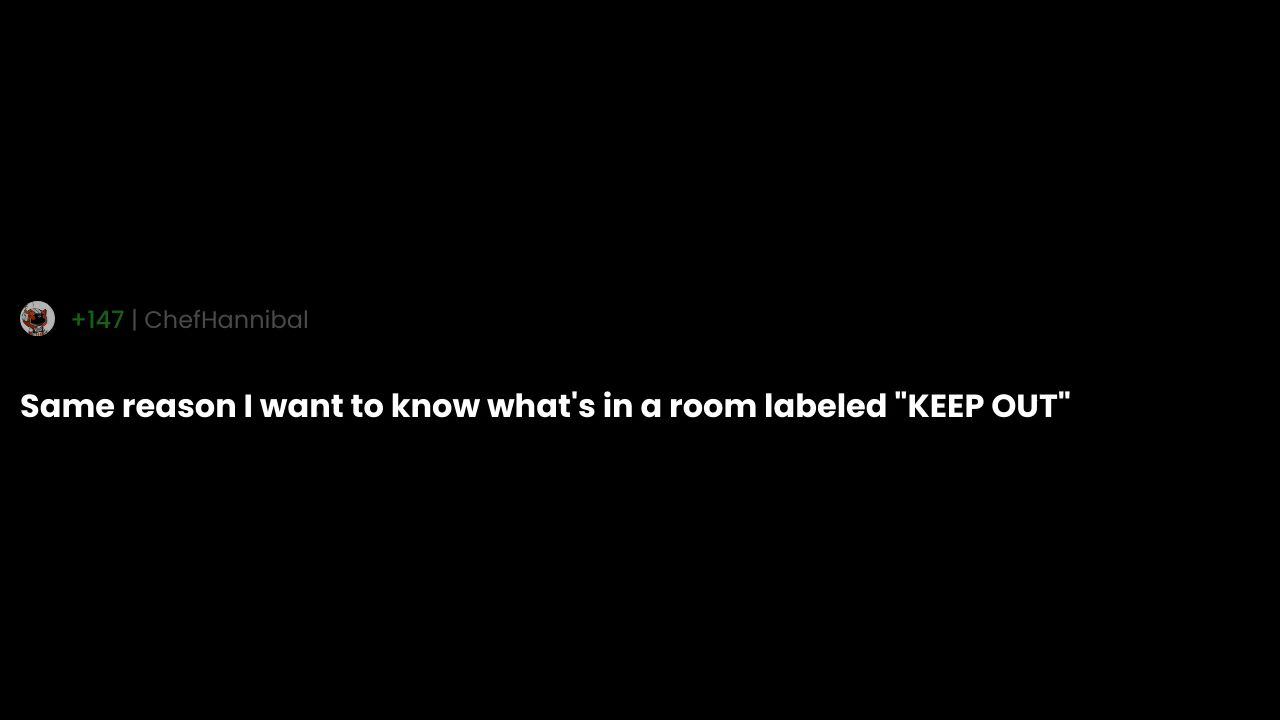 +147 | ChefHannibal
Same reason I want to know what's in a room labeled "KEEP OUT"